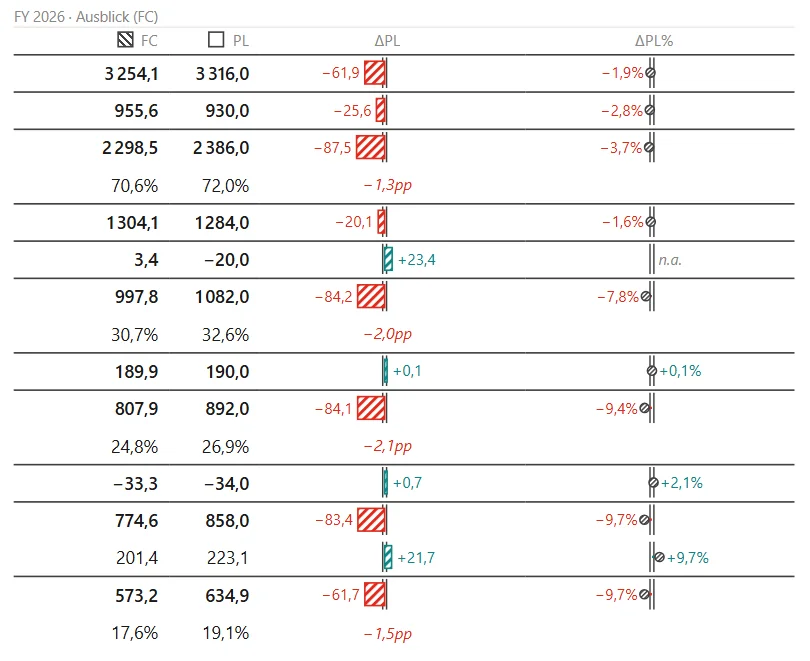 FY 2026 · Ausblick (FC)
FC PL ΔPL ΔPL%
3 254,1 3 316,0 −61,9 −1,9%
955,6 930,0 −25,6 −2,8%
2 298,5 2 386,0 −87,5 −3,7%
70,6% 72,0% −1,3pp
1304,1 1284,0 −20,1 −1,6%
3,4 −20,0 +23,4 n.a.
997,8 1082,0 −84,2 −7,8%
30,7% 32,6% −2,0pp
189,9 190,0 +0,1 +0,1%
807,9 892,0 −84,1 −9,4%
24,8% 26,9% −2,1pp
−33,3 −34,0 +0,7 +2,1%
774,6 858,0 −83,4 −9,7%
201,4 223,1 +21,7 +9,7%
573,2 634,9 −61,7 −9,7%
17,6% 19,1% −1,5pp